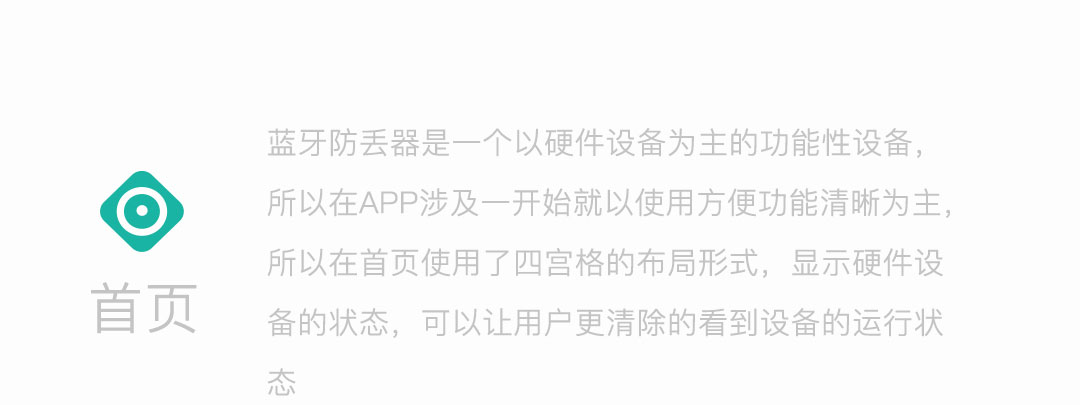 首页
蓝牙防丢器是一个以硬件设备为主的功能性设备，
所以在APP涉及一开始就以使用方便功能清晰为主，
所以在首页使用了四宫格的布局形式，显示硬件设
备的状态，可以让用户更清除的看到设备的运行状
态